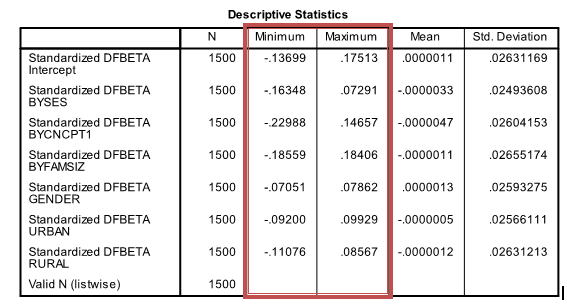 Descriptive Statistics
N Minimum Maximum Mean Std. Deviation
Standardized DFBETA Intercept 1500 -.13699 .17513 .0000011 .02631169
Standardized DFBETA BYSES 1500 -.16348 .07291 -.0000033 .02493608
Standardized DFBETA BYCNCPT1 1500 -.22988 .14657 -.0000047 .02604153
Standardized DFBETA BYFAMSIZ 1500 -.18559 .18406 -.0000011 .02655174
Standardized DFBETA GENDER 1500 -.07051 .07862 .0000013 .02593275
Standardized DFBETA URBAN 1500 -.09200 .09929 -.0000005 .02566111
Standardized DFBETA RURAL 1500 -.11076 .08567 -.0000012 .02631213
Valid N (listwise) 1500